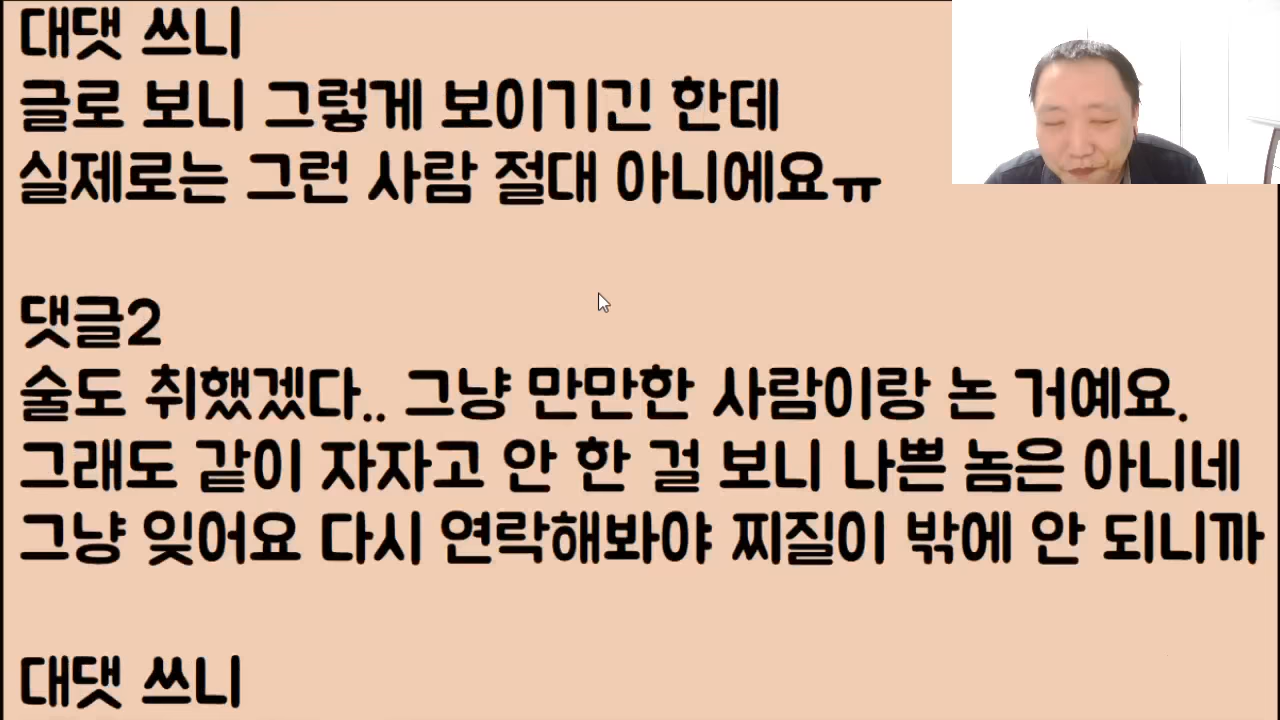 대댓 쓰니
글로 보니 그렇게 보이기긴 한데
실제로는 그런 사람 절대 아니에요ㅠ
댓글2
술도 취했겠다.. 그냥 만만한 사람이랑 논 거예요.
그래도 같이 자자고 안 한 걸 보니 나쁜 놈은 아니네
그냥 잊어요 다시 연락해봐야 찌질이 밖에 안 되니까
대댓 쓰니